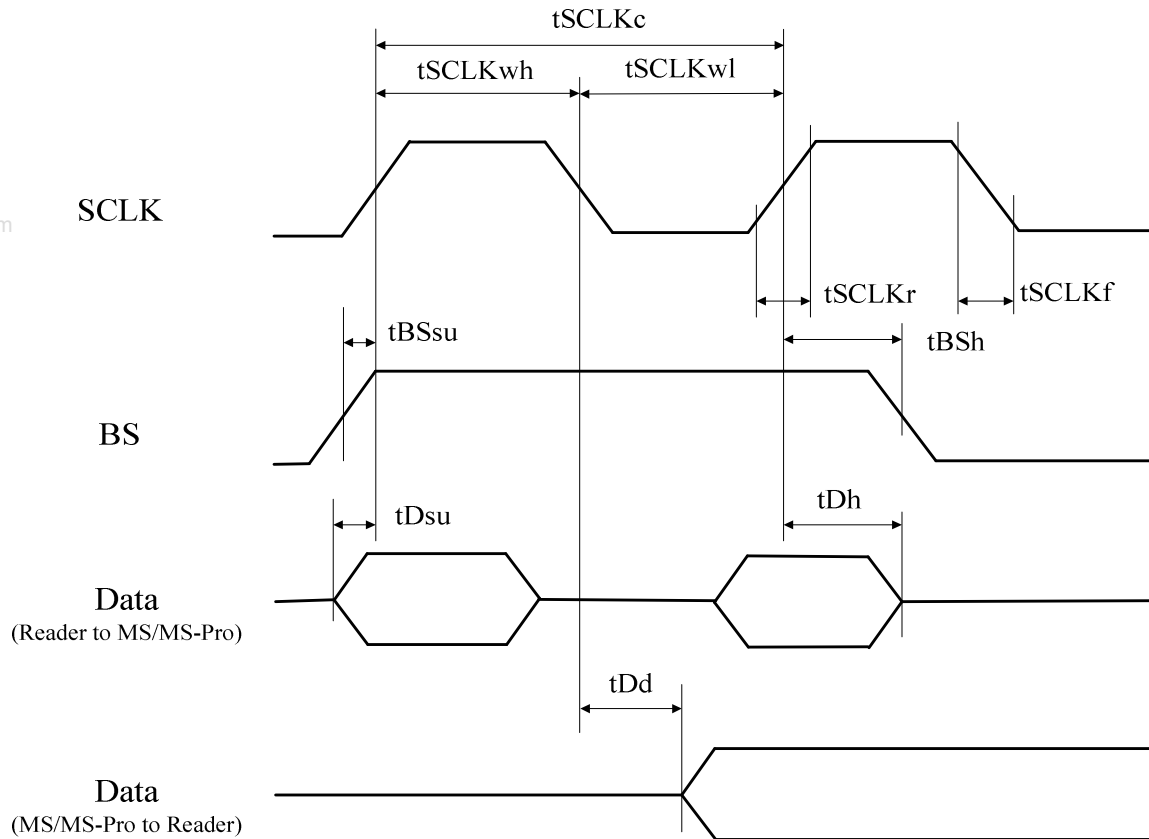 tSCLKc
tSCLKwh
tSCLKwl
SCLK
m
tSCLKr
tSCLKf
tBSsu
tBSh
BS
tDsu
tDh
Data
(Reader to MS/MS-Pro)
tDd
Data
(MS/MS-Pro to Reader)